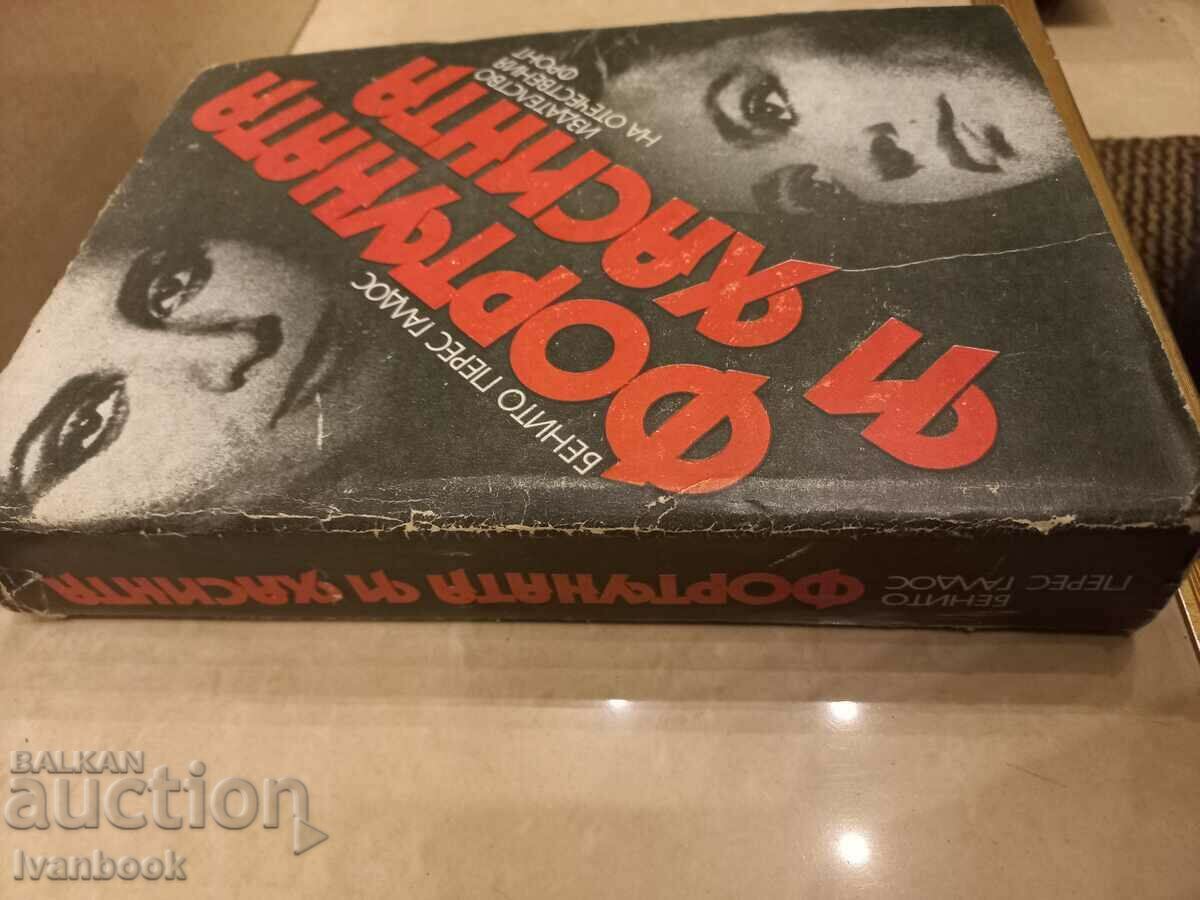 БЕНИТО ПЕРЕС ГАЛДОС
ФОРТУНАТА
И ХАСИНТА
ИЗДАТЕЛСТВО
НА ОТЕЧЕСТВЕНИЯ
ФРОНТ
БЕНИТО
ПЕРЕС ГАЛДОС
ФОРТУНАТА И ХАСИНТА
BALKAN
auction
Ivanbook